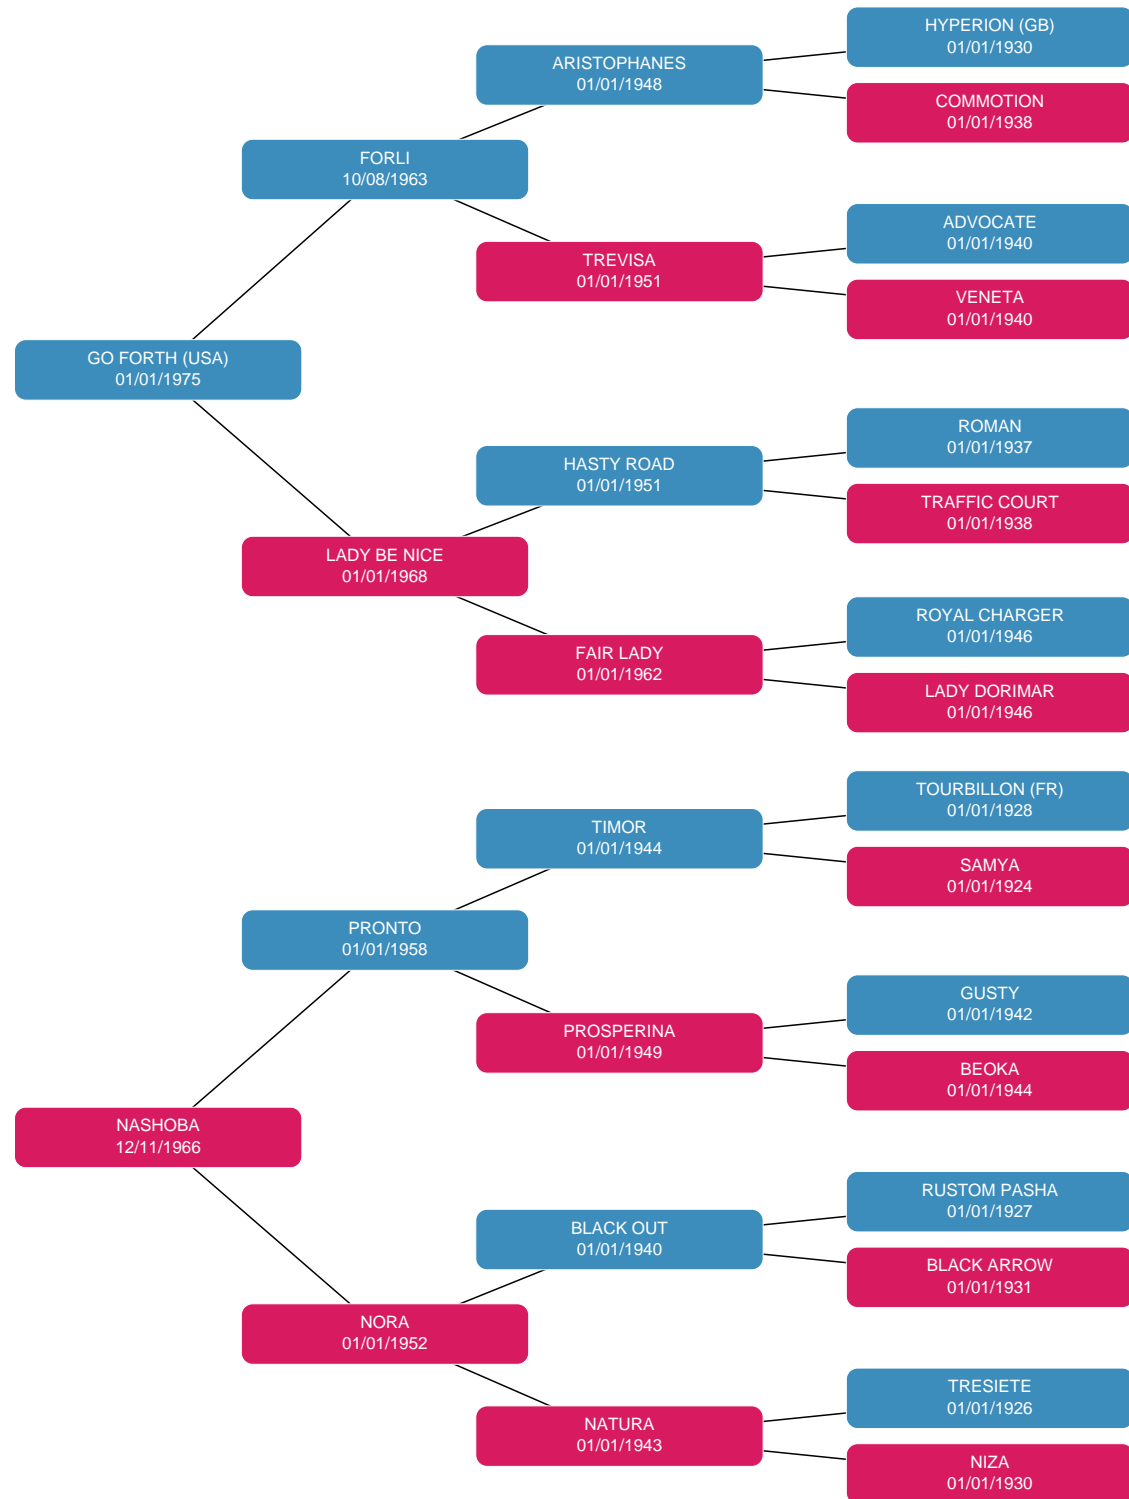 HYPERION (GB)
01/01/1930
ARISTOPHANES
01/01/1948
COMMOTION
01/01/1938
FORLI
10/08/1963
ADVOCATE
01/01/1940
TREVISA
01/01/1951
VENETA
01/01/1940
GO FORTH (USA)
01/01/1975
ROMAN
01/01/1937
HASTY ROAD
01/01/1951
TRAFFIC COURT
01/01/1938
LADY BE NICE
01/01/1968
ROYAL CHARGER
01/01/1946
FAIR LADY
01/01/1962
LADY DORIMAR
01/01/1946
TOURBILLON (FR)
01/01/1928
TIMOR
01/01/1944
SAMYA
01/01/1924
PRONTO
01/01/1958
GUSTY
01/01/1942
PROSPERINA
01/01/1949
BEOKA
01/01/1944
NASHOBA
12/11/1966
RUSTOM PASHA
01/01/1927
BLACK OUT
01/01/1940
BLACK ARROW
01/01/1931
NORA
01/01/1952
TRESIETE
01/01/1926
NATURA
01/01/1943
NIZA
01/01/1930